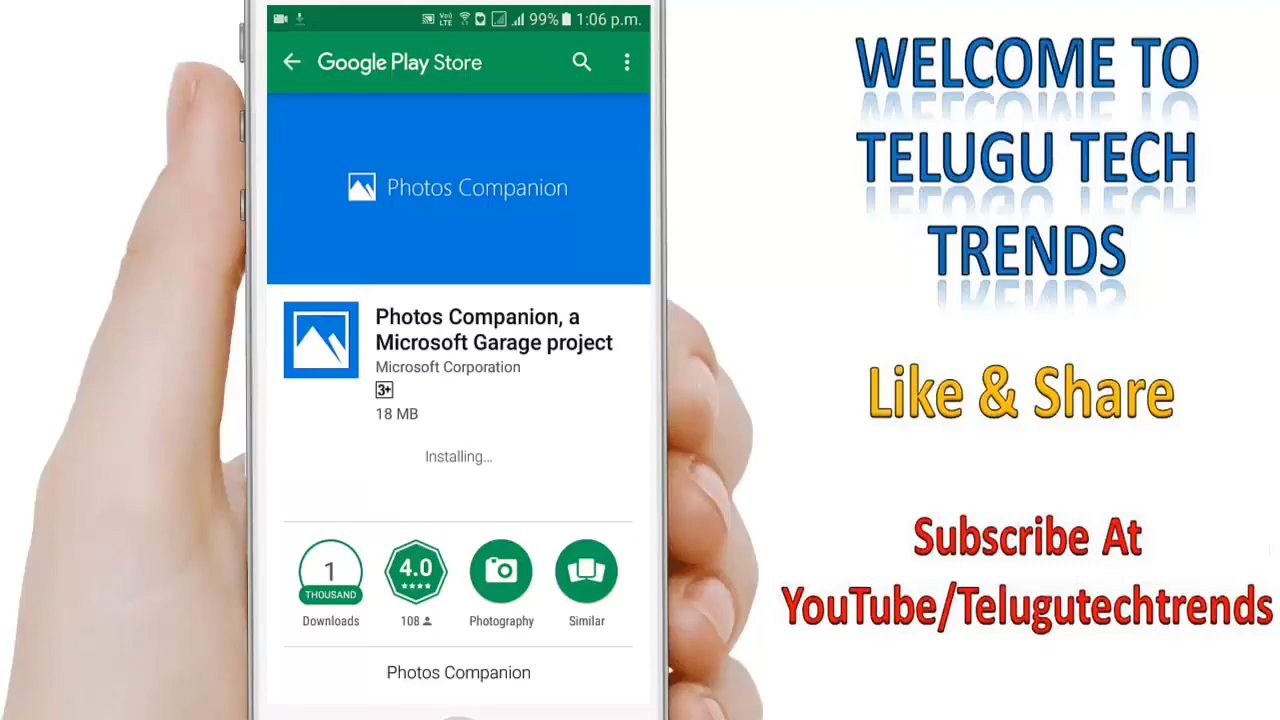 VoD LTE 99% 1:06 p.m.
Google Play Store
Photos Companion
Photos Companion, a
Microsoft Garage project
Microsoft Corporation
3+
18 MB
Installing...
1
THOUSAND
4.0
Downloads
108
Photography
Similar
Photos Companion
WELCOME TO
TELUGU TECH
TRENDS
Like & Share
Subscribe At
YouTube/Telugutechtrends